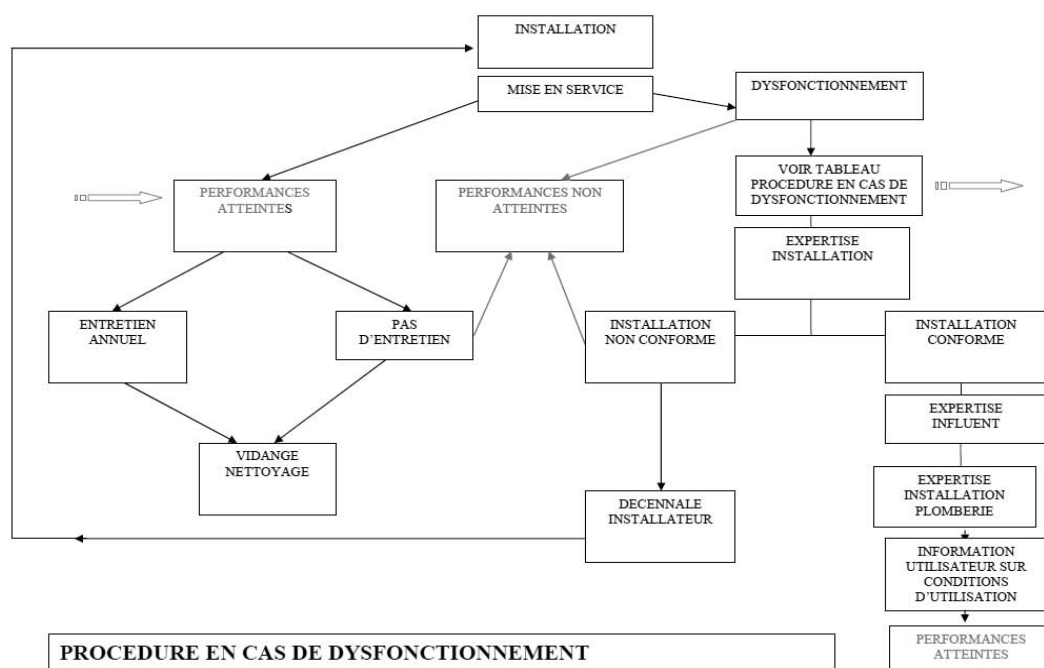 INSTALLATION
MISE EN SERVICE
DYSFONCTIONNEMENT
PERFORMANCES
ATTEINTES
PERFORMANCES NON
ATTEINTES
VOIR TABLEAU
PROCEDURE EN CAS DE
DYSFONCTIONNEMENT
EXPERTISE
INSTALLATION
ENTRETIEN
ANNUEL
PAS
D’ENTRETIEN
INSTALLATION
NON CONFORME
INSTALLATION
CONFORME
EXPERTISE
INFLUENT
VIDANGE
NETTOYAGE
EXPERTISE
INSTALLATION
PLOMBERIE
DECENNALE
INSTALLATEUR
INFORMATION
UTILISATEUR SUR
CONDITIONS
D’UTILISATION
PERFORMANCES
ATTEINTES
PROCEDURE EN CAS DE DYSFONCTIONNEMENT